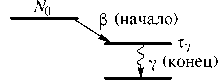 N₀
β (начало)
τᵧ
γ (конец)